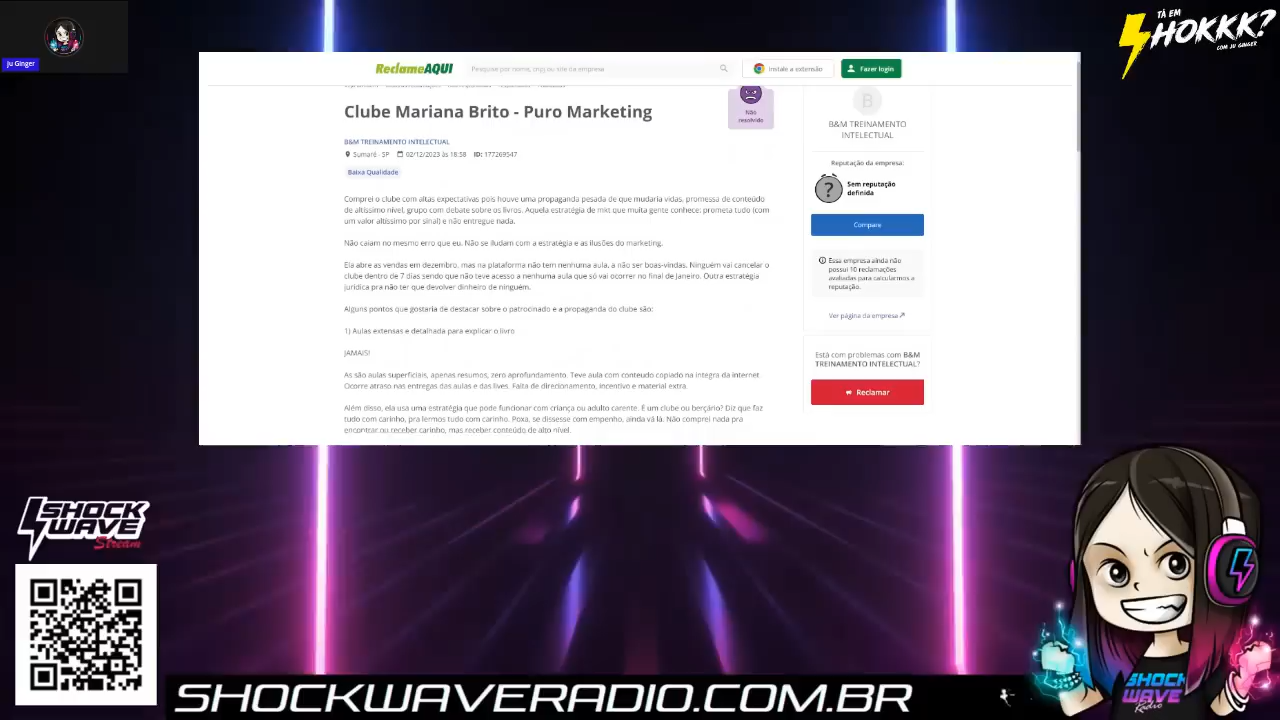 Ju Ginger
TÁ EM
SHOKKK?
COM JU GINGER
ReclameAQUI
Pesquise por nome, cnpj ou site da empresa
Instale a extensão
Fazer login
Clube Mariana Brito - Puro Marketing
Não
resolvido
B&M TREINAMENTO INTELECTUAL
Sumaré - SP 02/12/2023 às 18:58 ID: 177269547
Baixa Qualidade
Comprei o clube com altas expectativas pois houve uma propaganda pesada de que mudaria vidas, promessa de conteúdo
de altíssimo nível, grupo com debate sobre os livros. Aquela estratégia de mkt que muita gente conhece: prometa tudo (com
um valor altíssimo por sinal) e não entregue nada.
Não caiam no mesmo erro que eu. Não se iludam com a estratégia e as ilusões do marketing.
Ela abre as vendas em dezembro, mas na plataforma não tem nenhuma aula, a não ser boas-vindas. Ninguém vai cancelar o
clube dentro de 7 dias sendo que não teve acesso a nenhuma aula que só vai ocorrer no final de janeiro. Outra estratégia
jurídica pra não ter que devolver dinheiro de ninguém.
Alguns pontos que gostaria de destacar sobre o patrocinado e a propaganda do clube são:
1) Aulas extensas e detalhada para explicar o livro
JAMAIS!
As são aulas superficiais, apenas resumos, zero aprofundamento. Teve aula com conteudo copiado na íntegra da internet.
Ocorre atraso nas entregas das aulas e das lives. Falta de direcionamento, incentivo e material extra.
Além disso, ela usa uma estratégia que pode funcionar com criança ou adulto carente. É um clube ou berçário? Diz que faz
tudo com carinho, pra lermos tudo com carinho. Poxa, se dissesse com empenho, ainda vá lá. Não comprei nada pra
encontrar ou receber carinho, mas receber conteúdo de alto nível.
B
B&M TREINAMENTO
INTELECTUAL
Reputação da empresa:
?
Sem reputação
definida
Compare
Essa empresa ainda não
possui 10 reclamações
avaliadas para calcularmos a
reputação.
Ver página da empresa
Está com problemas com B&M
TREINAMENTO INTELECTUAL?
Reclamar
SHOCK
WAVE
Stream
SHOCKWAVERADIO.COM.BR
SHOCK
WAVE
Radio